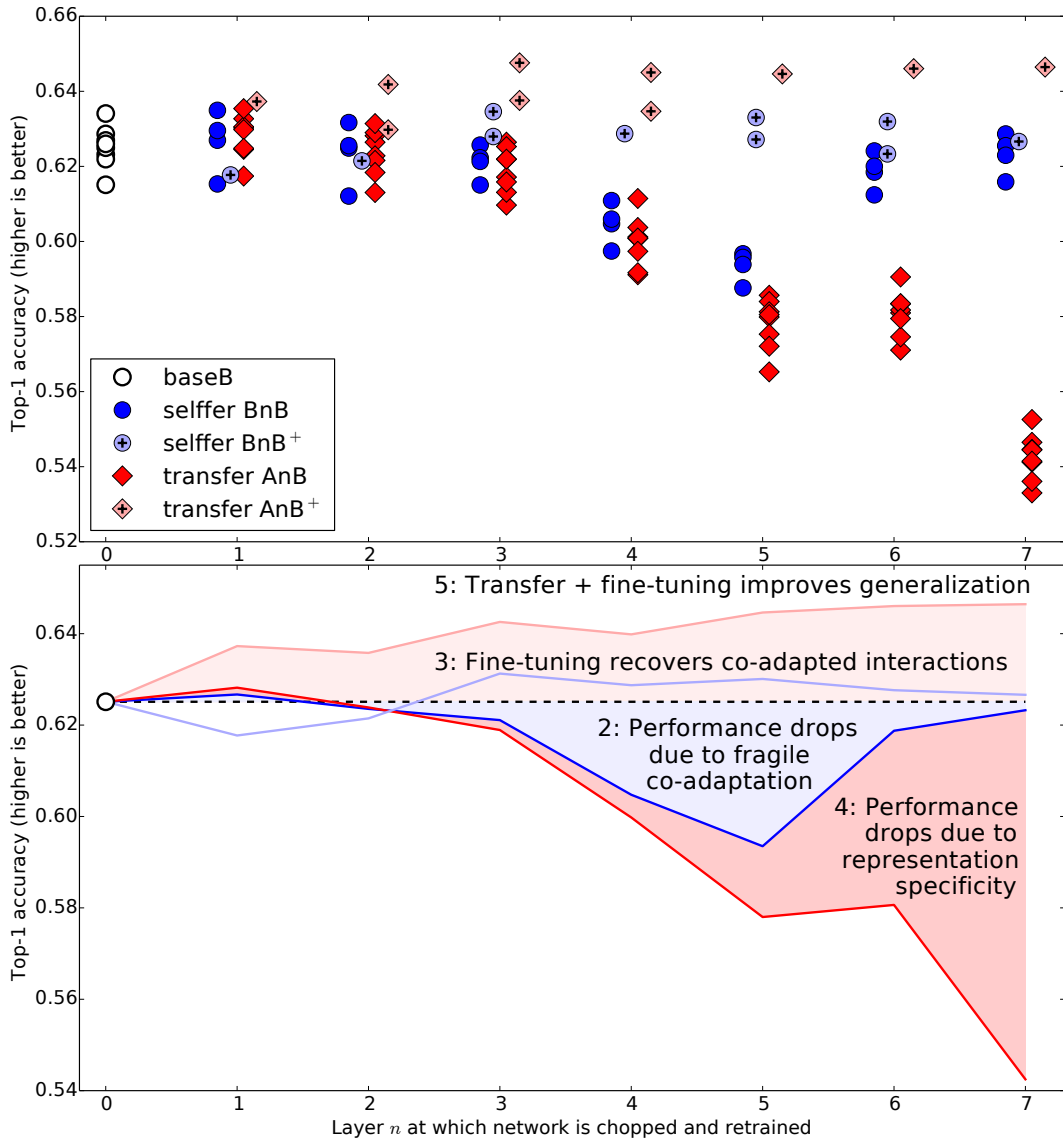 0.66
0.64
0.62
0.60
0.58
0.56
0.54
0.52
Top-1 accuracy (higher is better)
baseB
selffer BnB
selffer BnB⁺
transfer AnB
transfer AnB⁺
0 1 2 3 4 5 6 7
5: Transfer + fine-tuning improves generalization
3: Fine-tuning recovers co-adapted interactions
2: Performance drops
due to fragile
co-adaptation
4: Performance
drops due to
representation
specificity
0.64
0.62
0.60
0.58
0.56
0.54
Top-1 accuracy (higher is better)
0 1 2 3 4 5 6 7
Layer n at which network is chopped and retrained